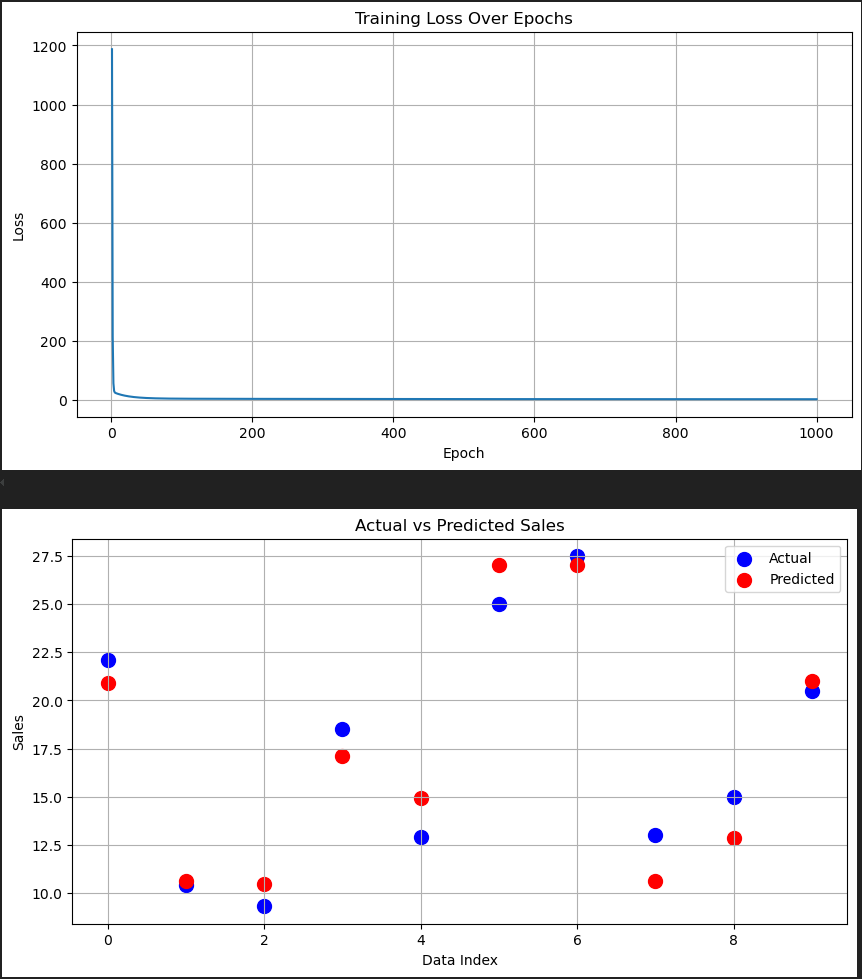 Training Loss Over Epochs
1200
1000
800
600
400
200
0
Loss
0 200 400 600 800 1000
Epoch
Actual vs Predicted Sales
Actual
Predicted
27.5
25.0
22.5
20.0
17.5
15.0
12.5
10.0
Sales
0 2 4 6 8
Data Index